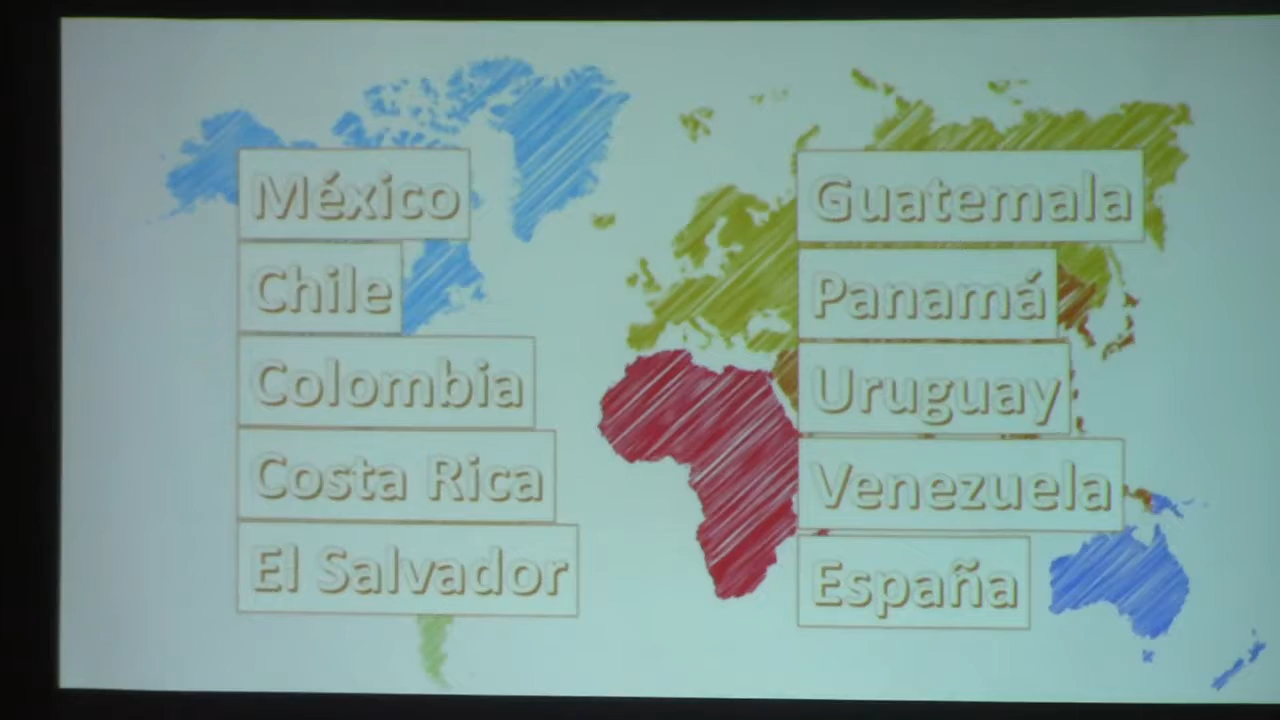 México
Chile
Colombia
Costa Rica
El Salvador
Guatemala
Panamá
Uruguay
Venezuela
España